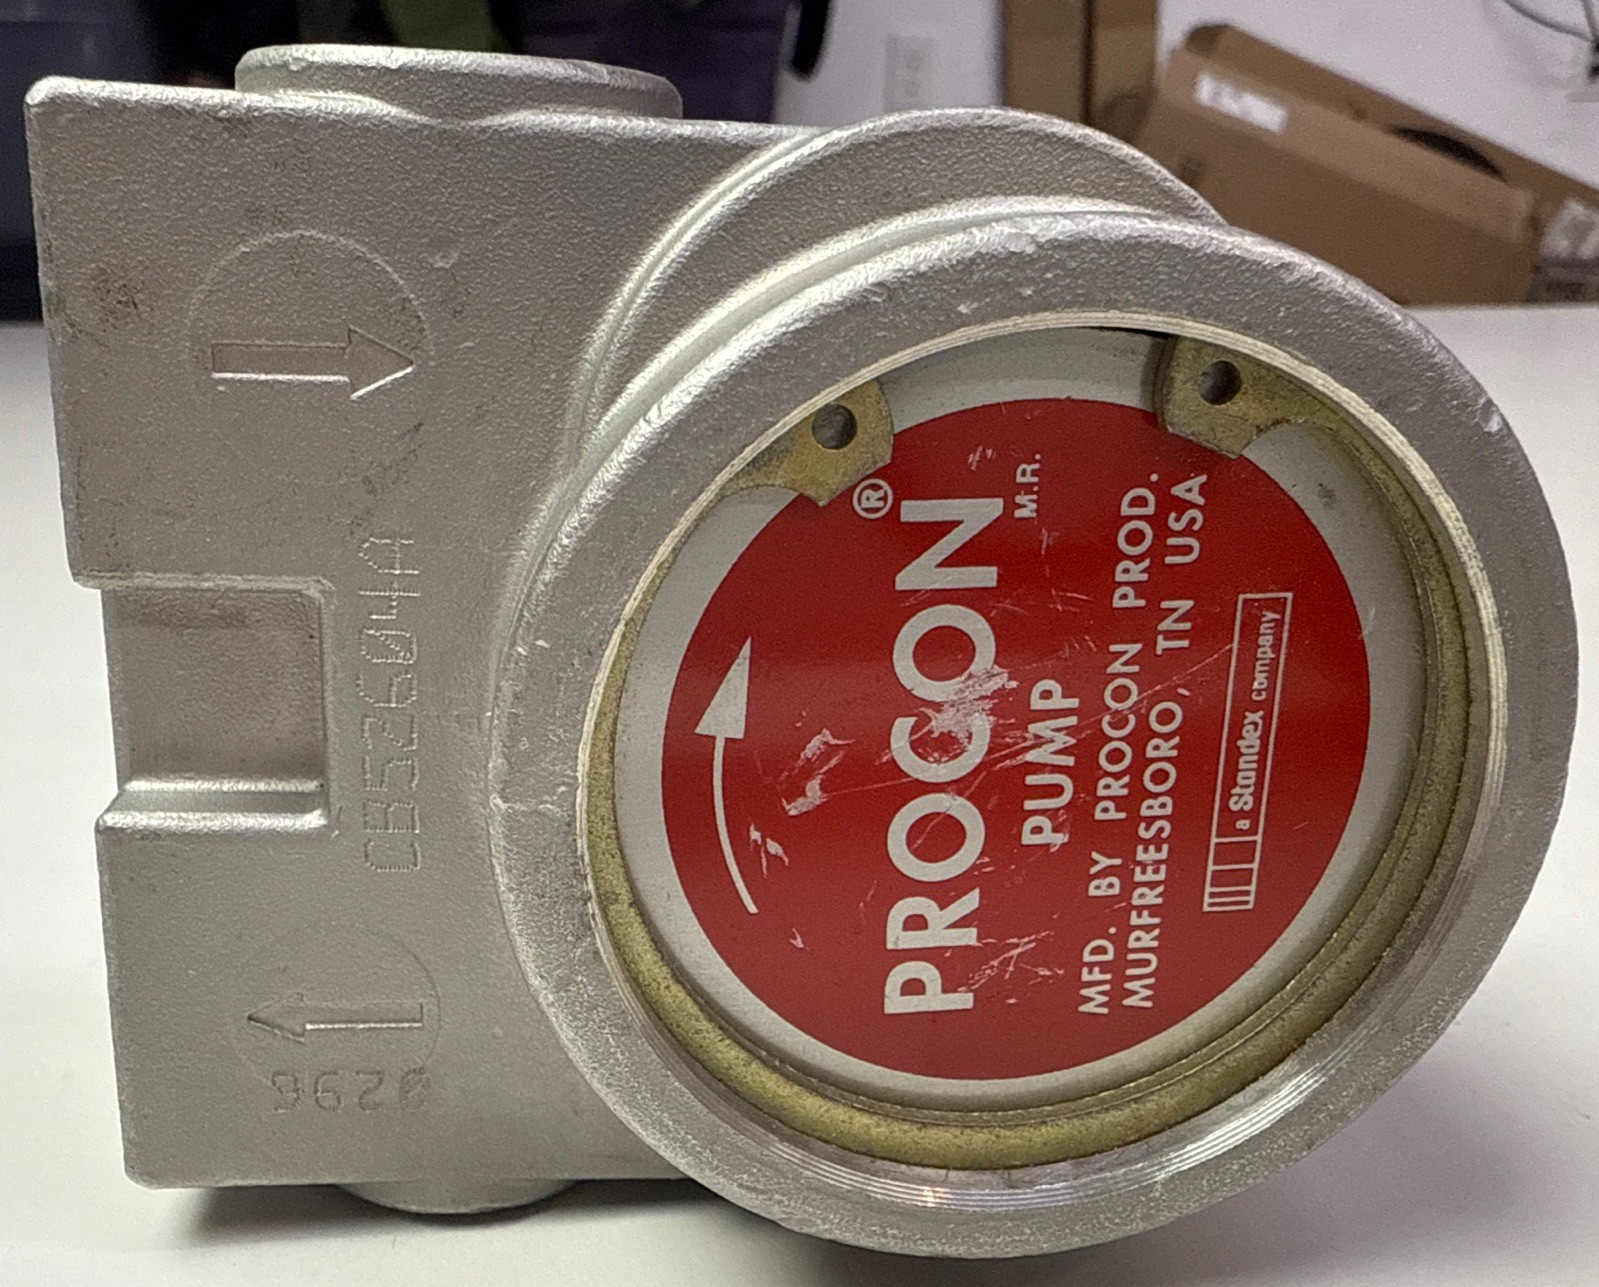 PROCON®
M.R.
PUMP
MFD. BY PROCON PROD.
MURFREESBORO, TN USA
a Standex company
CB52604A
0296